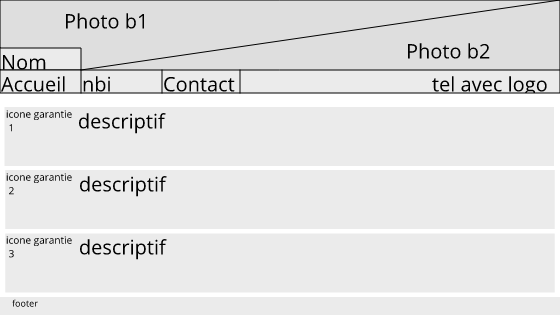 Photo b1
Photo b2
Nom
Accueil nbi Contact tel avec logo
icone garantie
1
descriptif
icone garantie
2
descriptif
icone garantie
3
descriptif
footer